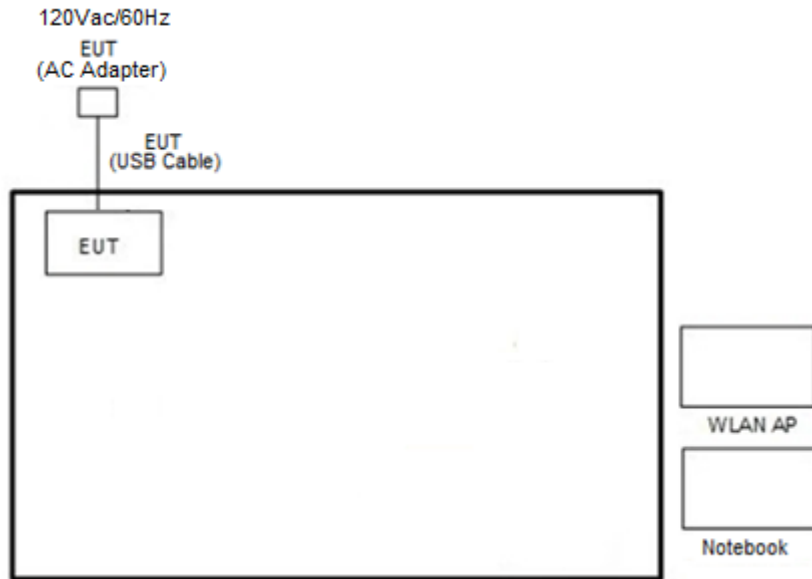 120Vac/60Hz
EUT
(AC Adapter)
EUT
(USB Cable)
EUT
WLAN AP
Notebook